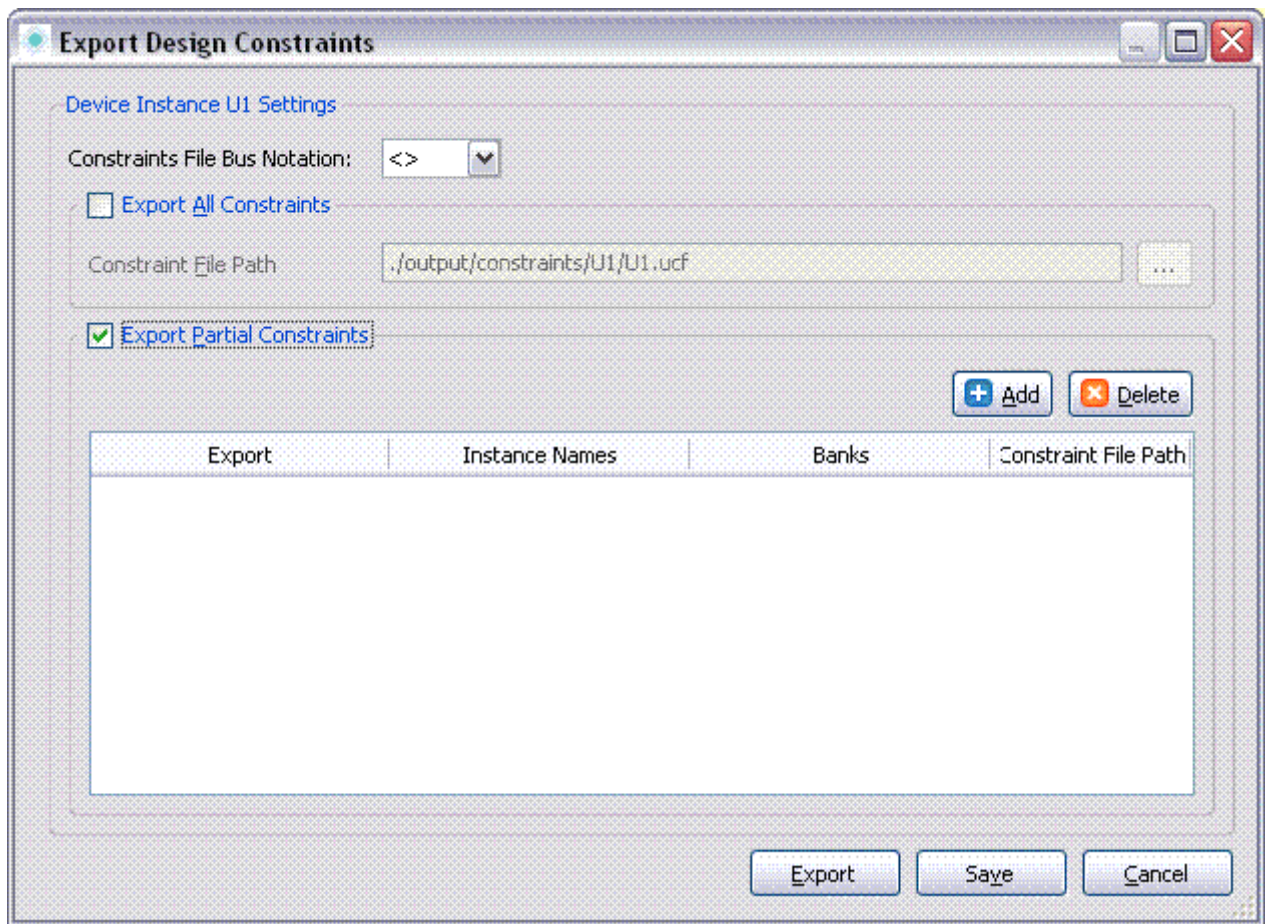 Export Design Constraints
Device Instance U1 Settings
Constraints File Bus Notation: <>
Export All Constraints
Constraint File Path ./output/constraints/U1/U1.ucf ...
Export Partial Constraints
Add Delete
Export Instance Names Banks Constraint File Path
Export Save Cancel